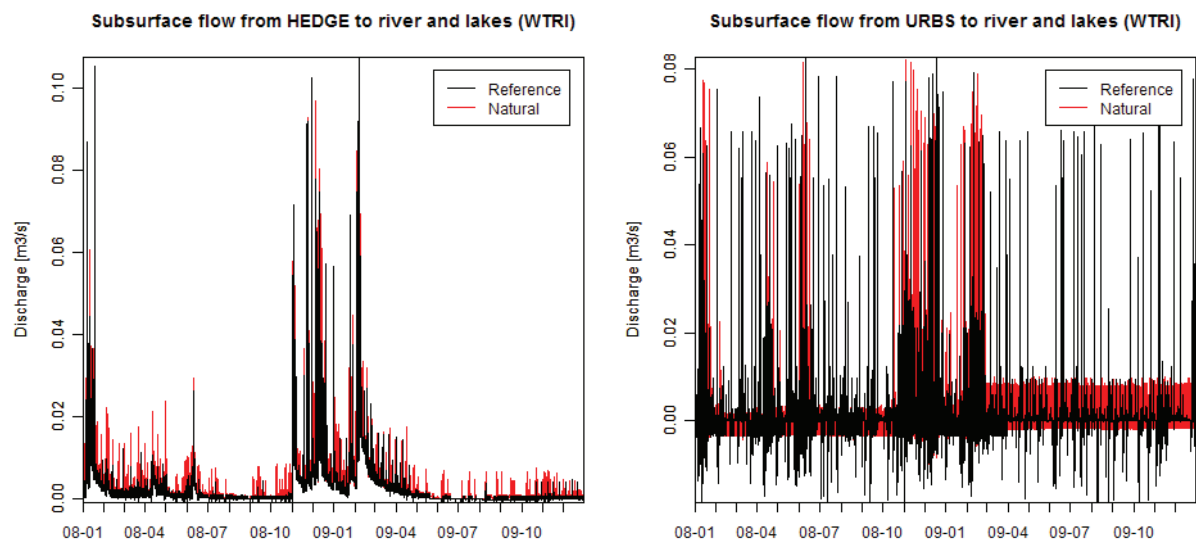 Subsurface flow from HEDGE to river and lakes (WTRI)
Discharge [m3/s]
0.10
0.08
0.06
0.04
0.02
0.00
Reference
Natural
08-01 08-04 08-07 08-10 09-01 09-04 09-07 09-10
Subsurface flow from URBS to river and lakes (WTRI)
Discharge [m3/s]
0.08
0.06
0.04
0.02
0.00
Reference
Natural
08-01 08-04 08-07 08-10 09-01 09-04 09-07 09-10